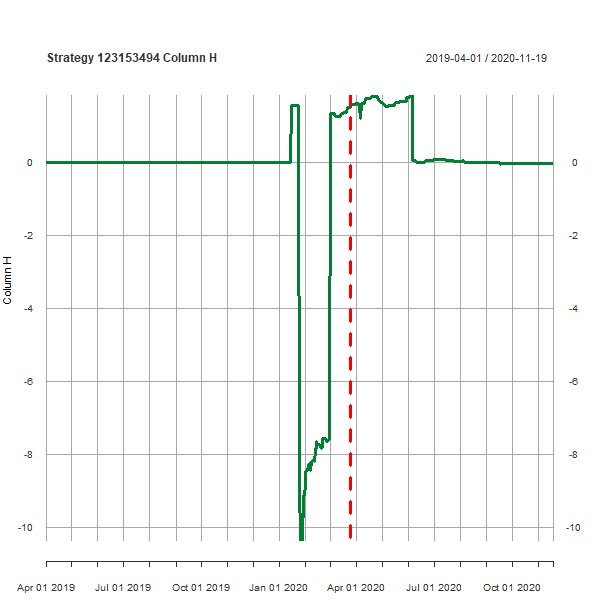 Strategy 123153494 Column H
2019-04-01 / 2020-11-19
Column H
0
0
-2
-2
-4
-4
-6
-6
-8
-8
-10
-10
Apr 01 2019
Jul 01 2019
Oct 01 2019
Jan 01 2020
Apr 01 2020
Jul 01 2020
Oct 01 2020